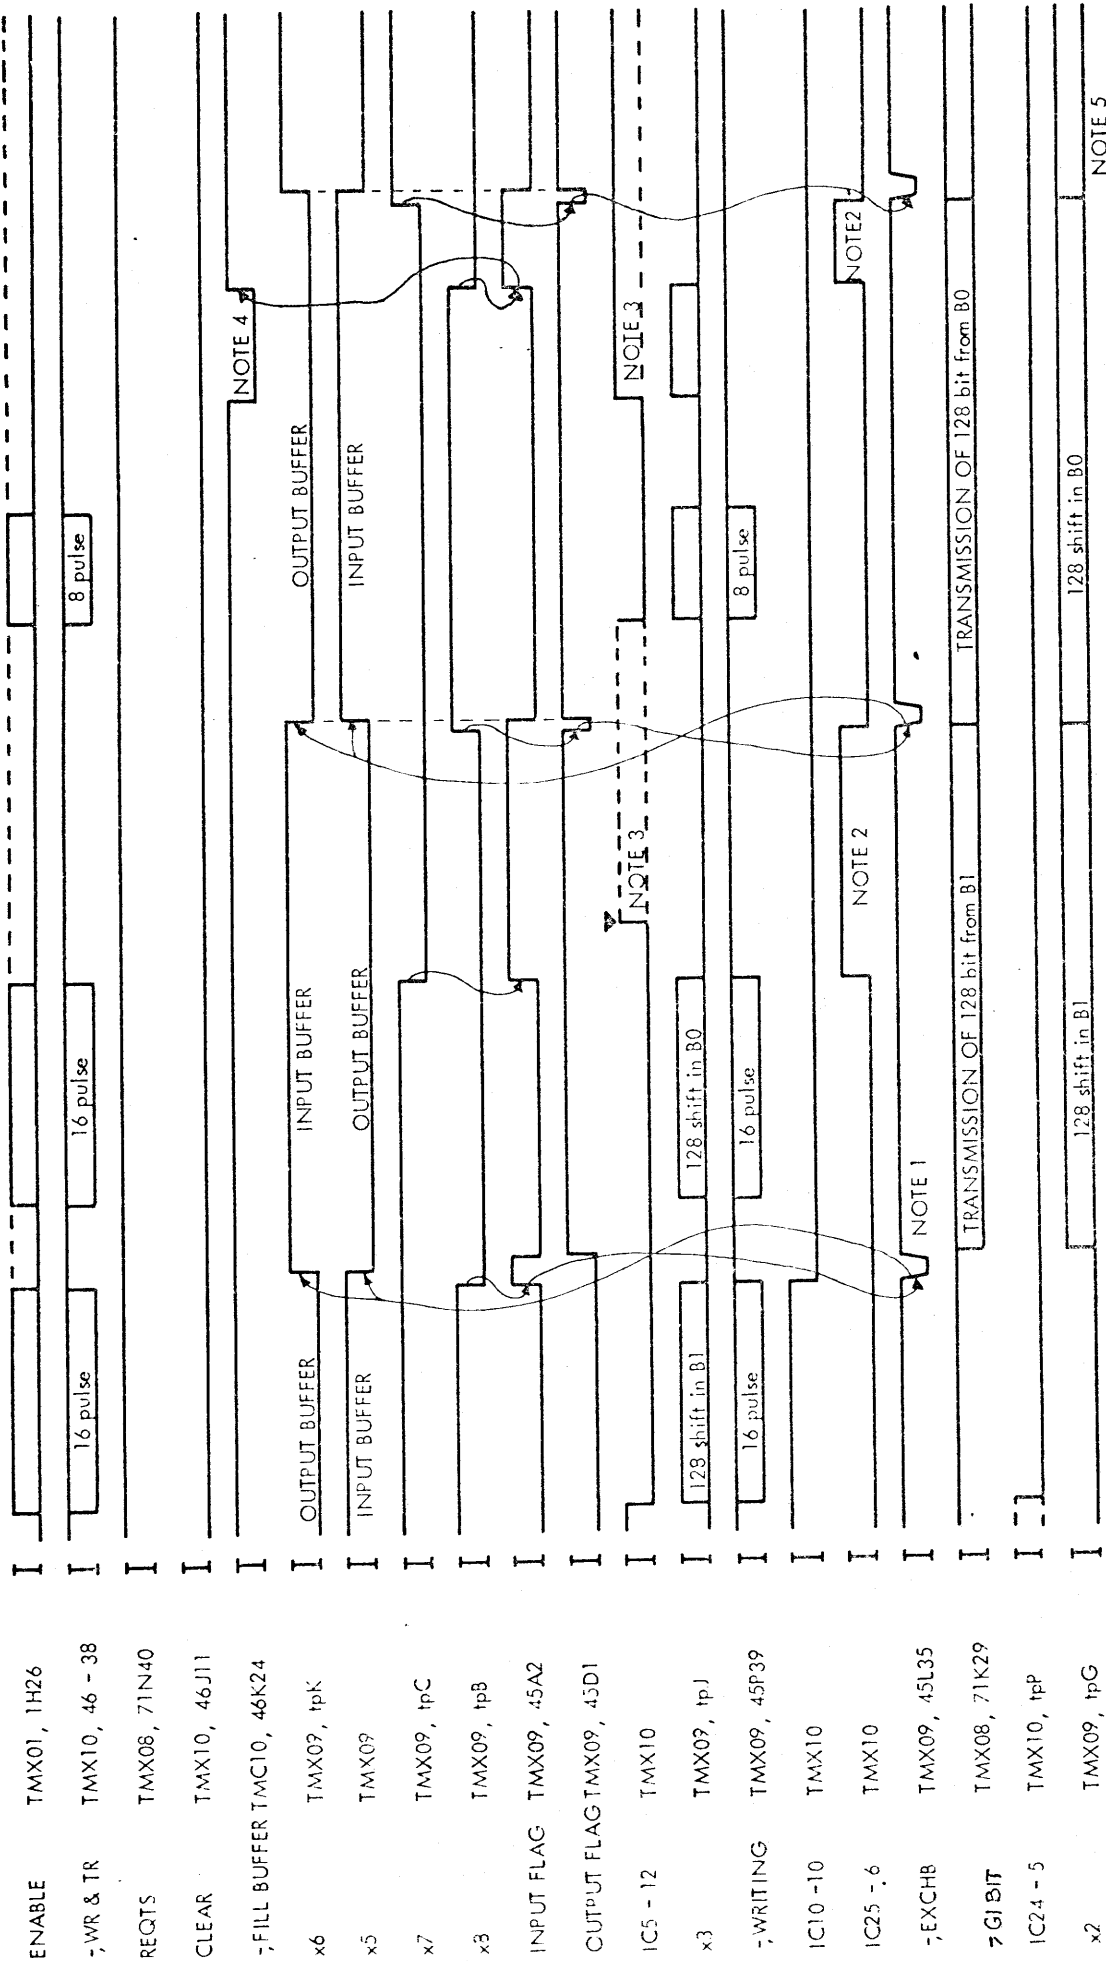 ENABLE TMX01, 1H26
-, WR & TR TMX10, 46 - 38
16 pulse 16 pulse 8 pulse
REQTS TMX08, 71N40
CLEAR TMX10, 46J11
-, FILL BUFFER TMC10, 46K24
NOTE 4
x6 TMX09, tpK
OUTPUT BUFFER INPUT BUFFER OUTPUT BUFFER
x5 TMX09
INPUT BUFFER OUTPUT BUFFER INPUT BUFFER
x7 TMX09, tpC
x8 TMX09, tpB
INPUT FLAG TMX09, 45A2
OUTPUT FLAG TMX09, 45D1
IC5 - 12 TMX10
NOTE 3 NOTE 3
x3 TMX09, tpJ
128 shift in B1 128 shift in B0
-, WRITING TMX09, 45P39
16 pulse 16 pulse 8 pulse
IC10 -10 TMX10
IC25 -, 6 TMX10
NOTE 2 NOTE2
-, EXCHB TMX09, 45L35
NOTE 1
GIBIT TMX08, 71K29
TRANSMISSION OF 128 bit from B1 TRANSMISSION OF 128 bit from B0
IC24 - 5 TMX10, tpP
x2 TMX09, tpG
128 shift in B1 128 shift in B0
NOTE 5